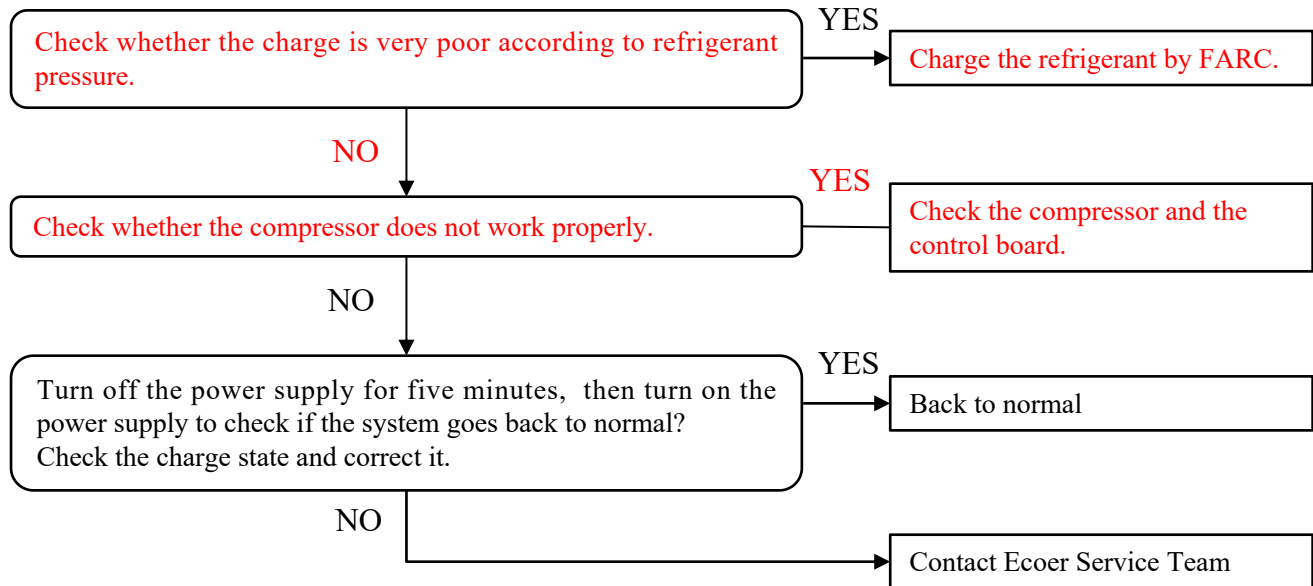 YES
Check whether the charge is very poor according to refrigerant
pressure.
Charge the refrigerant by FARC.
NO
YES
Check whether the compressor does not work properly.
Check the compressor and the
control board.
NO
YES
Turn off the power supply for five minutes, then turn on the
power supply to check if the system goes back to normal?
Check the charge state and correct it.
Back to normal
NO
Contact Ecoer Service Team